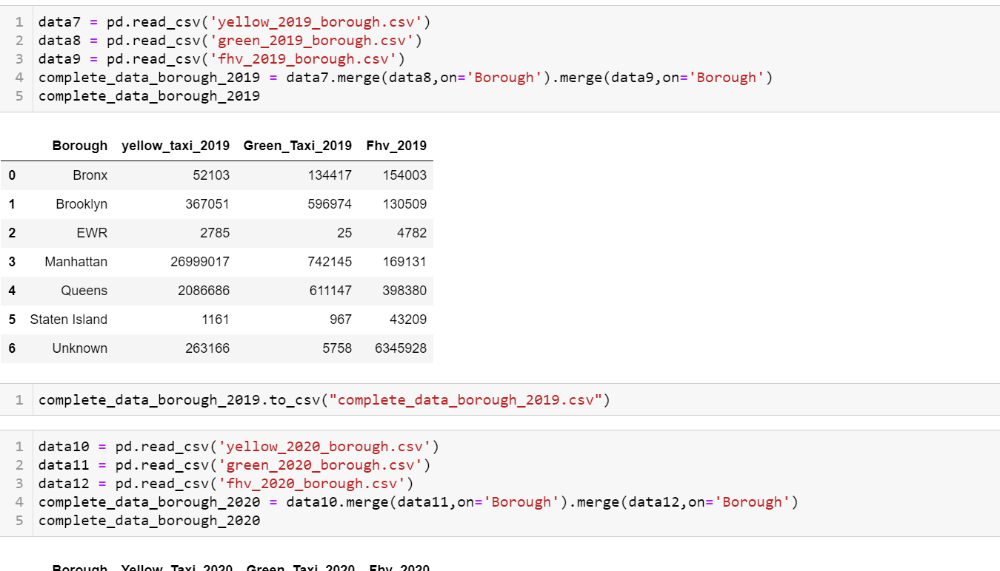 1 data7 = pd.read_csv('yellow_2019_borough.csv')
2 data8 = pd.read_csv('green_2019_borough.csv')
3 data9 = pd.read_csv('fhv_2019_borough.csv')
4 complete_data_borough_2019 = data7.merge(data8,on='Borough').merge(data9,on='Borough')
5 complete_data_borough_2019
Borough yellow_taxi_2019 Green_Taxi_2019 Fhv_2019
0 Bronx 52103 134417 154003
1 Brooklyn 367051 596974 130509
2 EWR 2785 25 4782
3 Manhattan 26999017 742145 169131
4 Queens 2086686 611147 398380
5 Staten Island 1161 967 43209
6 Unknown 263166 5758 6345928
1 complete_data_borough_2019.to_csv("complete_data_borough_2019.csv")
1 data10 = pd.read_csv('yellow_2020_borough.csv')
2 data11 = pd.read_csv('green_2020_borough.csv')
3 data12 = pd.read_csv('fhv_2020_borough.csv')
4 complete_data_borough_2020 = data10.merge(data11,on='Borough').merge(data12,on='Borough')
5 complete_data_borough_2020
Borough Yellow_Taxi_2020 Green_Taxi_2020 Fhv_2020